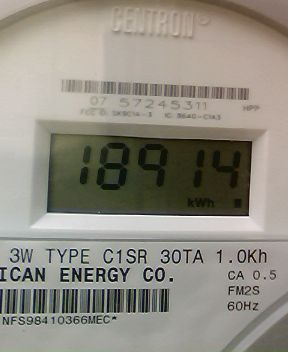 CENTRON
07 57245311 HPP
18914
kWh
3W TYPE C1SR 30TA 1.0Kh
ICAN ENERGY CO. CA 0.5
FM2S
60Hz
NFS98410366MEC*